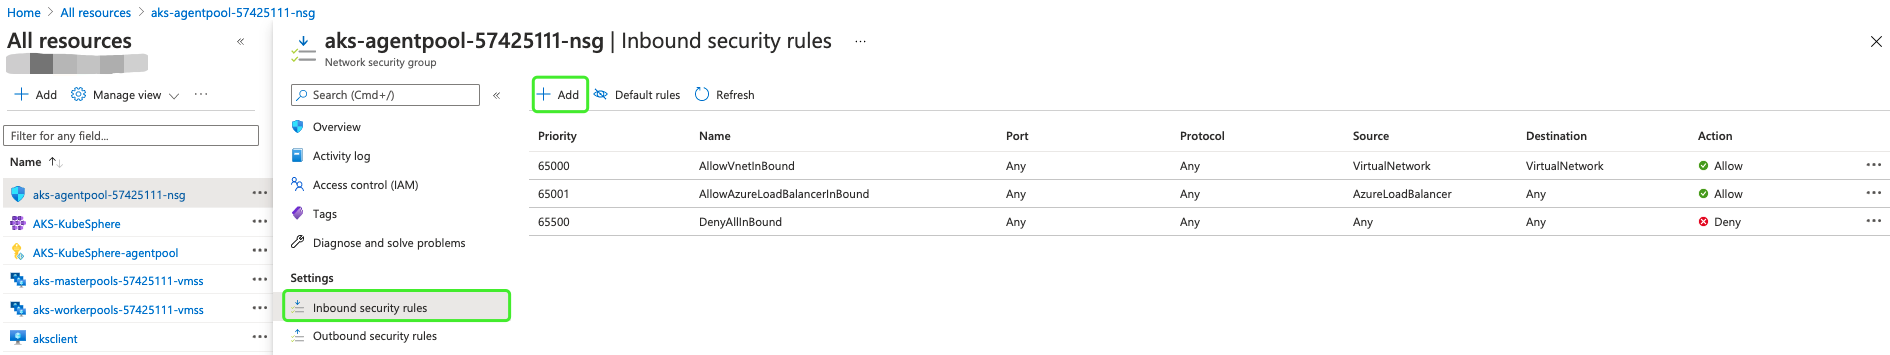 Home > All resources > aks-agentpool-57425111-nsg
All resources
«
+ Add Manage view ...
Filter for any field...
Name ↑↓
aks-agentpool-57425111-nsg ...
AKS-KubeSphere ...
AKS-KubeSphere-agentpool ...
aks-masterpools-57425111-vmss ...
aks-workerpools-57425111-vmss ...
aksclient ...
aks-agentpool-57425111-nsg | Inbound security rules ...
Network security group
Search (Cmd+/) «
Overview
Activity log
Access control (IAM)
Tags
Diagnose and solve problems
Settings
Inbound security rules
Outbound security rules
+ Add Default rules Refresh
Priority Name Port Protocol Source Destination Action
65000 AllowVnetInBound Any Any VirtualNetwork VirtualNetwork Allow ...
65001 AllowAzureLoadBalancerInBound Any Any AzureLoadBalancer Any Allow ...
65500 DenyAllInBound Any Any Any Any Deny ...